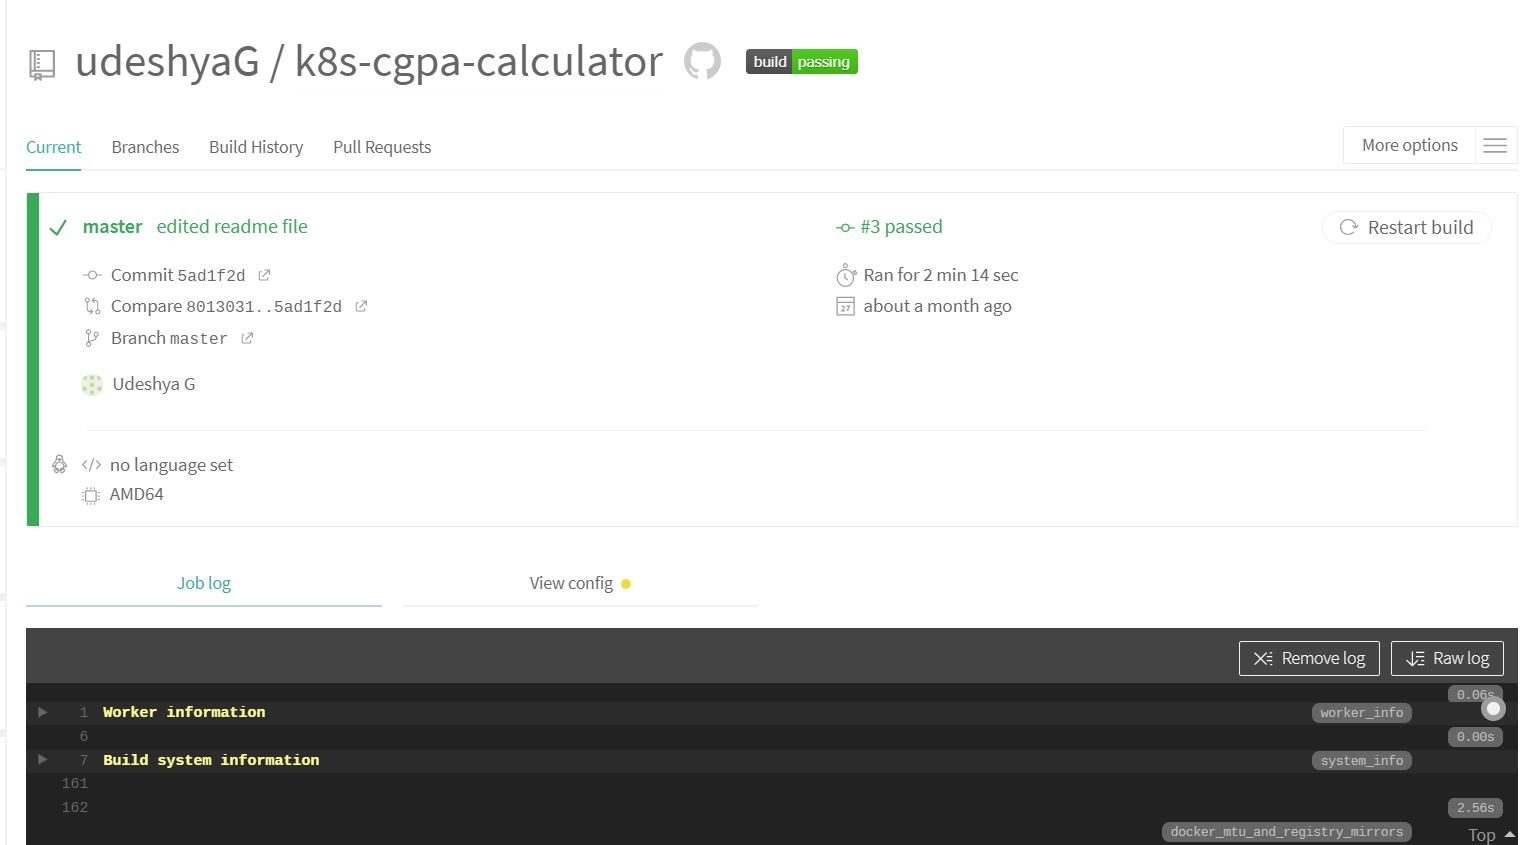 udeshyaG / k8s-cgpa-calculator
build passing
Current Branches Build History Pull Requests
More options
master edited readme file
#3 passed
Restart build
Commit 5ad1f2d
Ran for 2 min 14 sec
Compare 8013031..5ad1f2d
27
about a month ago
Branch master
Udeshya G
</> no language set
AMD64
Job log
View config
Remove log
Raw log
0.06s
1 Worker information worker_info
6 0.00s
7 Build system information system_info
161
162 2.56s
docker_mtu_and_registry_mirrors
Top